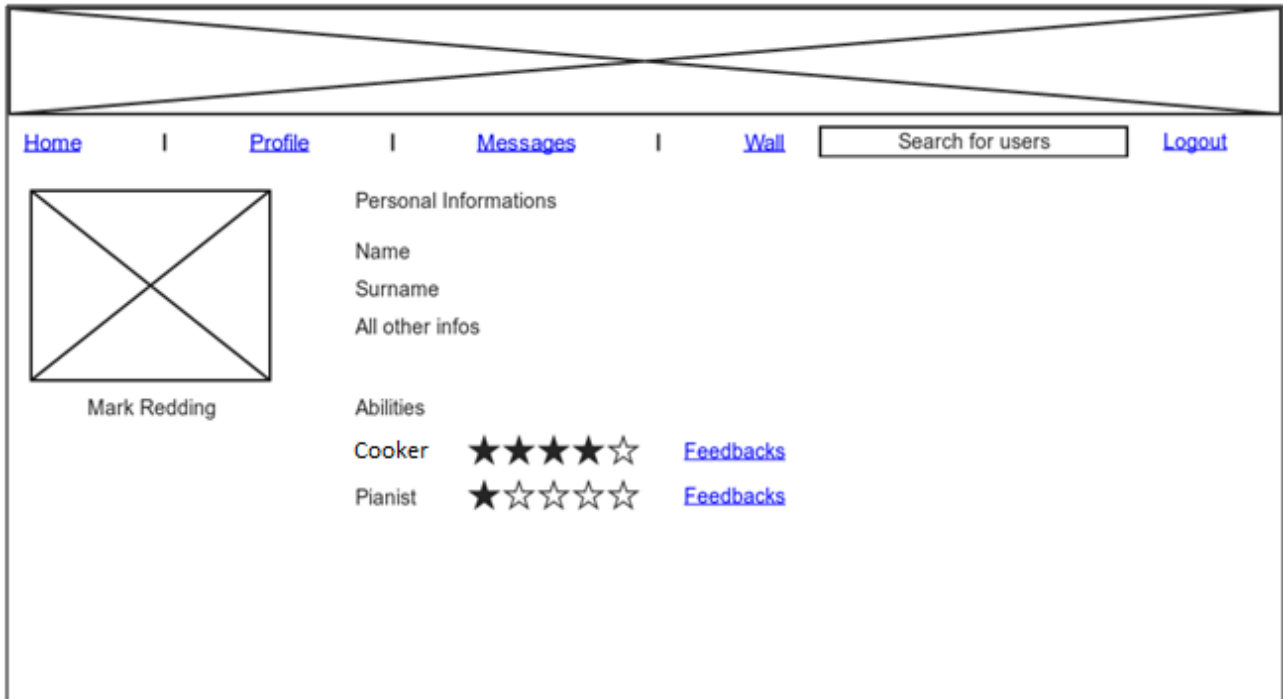 Home | Profile | Messages | Wall Search for users Logout
Personal Informations
Name
Surname
All other infos
Mark Redding
Abilities
Cooker ★★★★☆ Feedbacks
Pianist ★☆☆☆☆ Feedbacks